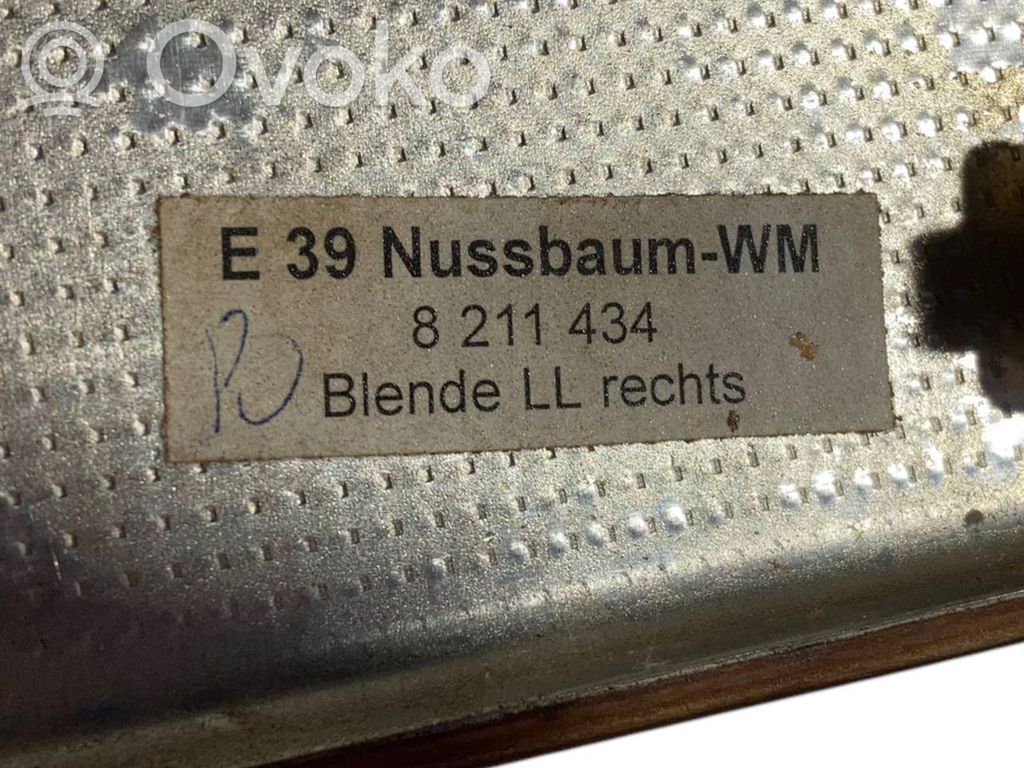 Ovoko
E 39 Nussbaum-WM
8 211 434
Blende LL rechts